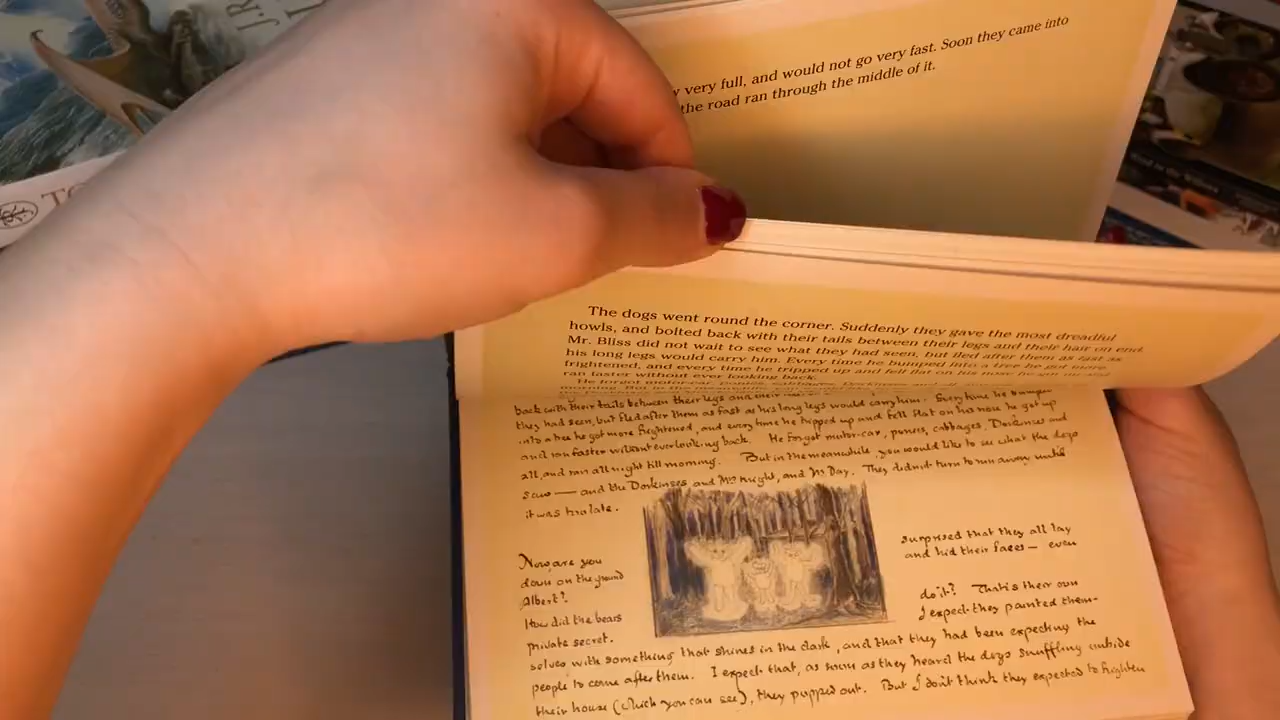 J.R.
TO
very full, and would not go very fast. Soon they came into
the road ran through the middle of it.
The dogs went round the corner. Suddenly they gave the most dreadful
howls, and bolted back with their tails between their legs and their hair on end.
Mr. Bliss did not wait to see what they had seen, but fled after them as fast as
his long legs would carry him. Every time he bumped into a tree he got more
frightened, and every time he tripped up and fell flat on his nose he got up and
ran faster without ever looking back.
He forgot motor-car, ponies, cabbages, Dorkinses and all
back with their tails between their legs and their
they had seen, but fled after them as fast as his long legs would carry him. Every time he bumped
into a tree he got more frightened, and every time he tripped up and fell flat on his nose he got up
and ran faster without ever looking back. He forgot motor-car, ponies, cabbages, Dorkinses and
all, and ran all night till morning. But in the meanwhile, you would like to see what the dogs
saw — and the Dorkinses and Mrs Knight, and Mr Day. They didn't turn to run away until
it was too late.
surprised that they all lay
and hid their faces — even
Now, are you
down on the ground
Albert?
do it? That's their own
How did the bears
I expect they painted them-
private secret.
selves with something that shines in the dark, and that they had been expecting the
people to come after them. I expect that, as soon as they heard the dogs snuffling outside
their house (which you can see), they popped out. But I don't think they expected to frighten